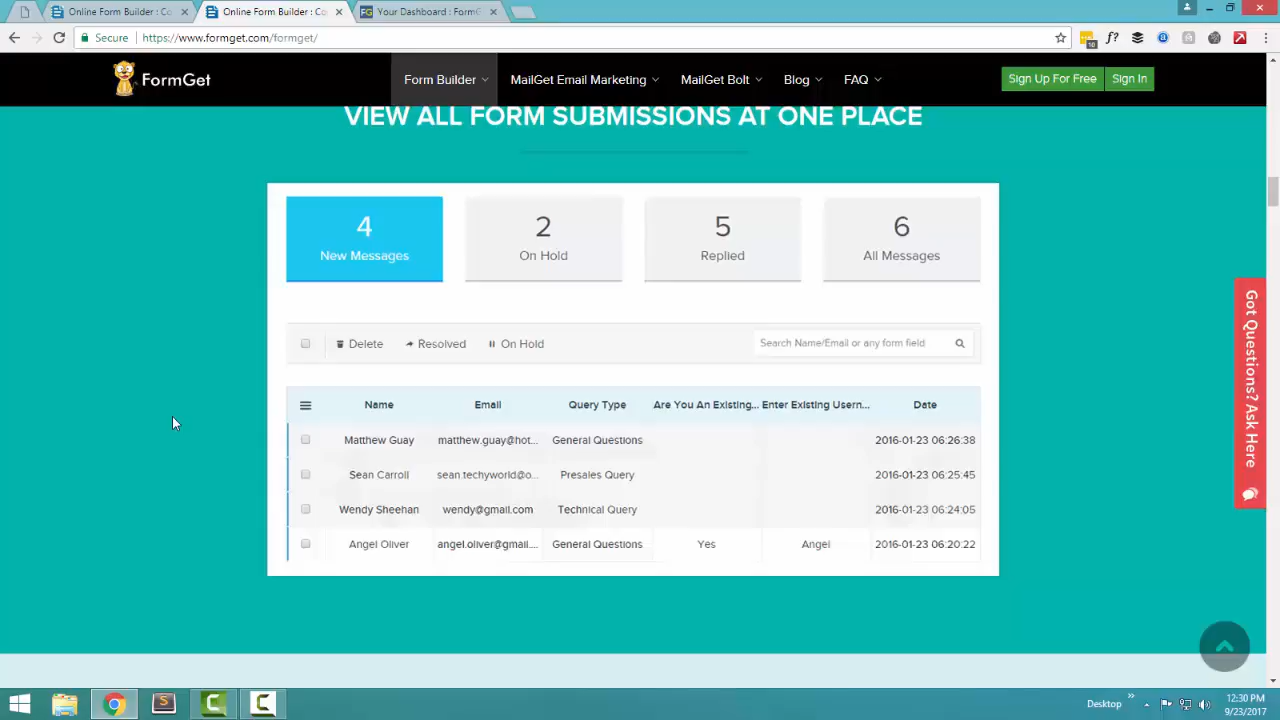 Online Form Builder : Co
Online Form Builder : Co
Your Dashboard : FormG
Secure https://www.formget.com/formget/
10
f?
FormGet
Form Builder
MailGet Email Marketing
MailGet Bolt
Blog
FAQ
Sign Up For Free
Sign In
VIEW ALL FORM SUBMISSIONS AT ONE PLACE
4
New Messages
2
On Hold
5
Replied
6
All Messages
Delete
Resolved
On Hold
Search Name/Email or any form field
Name Email Query Type Are You An Existing... Enter Existing Usern... Date
Matthew Guay matthew.guay@hot... General Questions 2016-01-23 06:26:38
Sean Carroll sean.techyworld@o... Presales Query 2016-01-23 06:25:45
Wendy Sheehan wendy@gmail.com Technical Query 2016-01-23 06:24:05
Angel Oliver angel.oliver@gmail.... General Questions Yes Angel 2016-01-23 06:20:22
Got Questions? Ask Here
Desktop
12:30 PM
9/23/2017